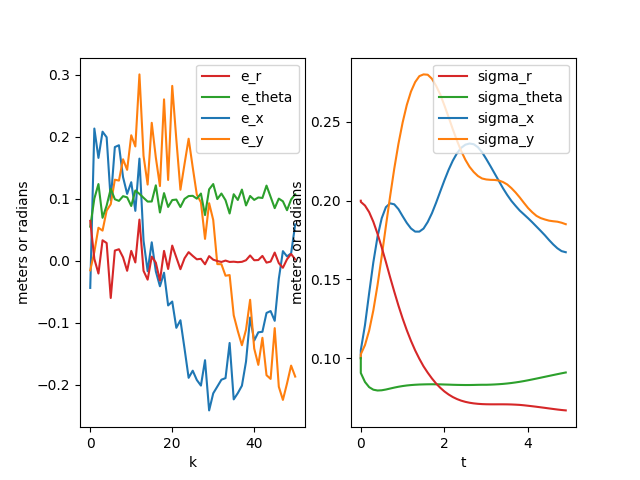 meters or radians
0.3
0.2
0.1
0.0
−0.1
−0.2
0
20
40
k
e_r
e_theta
e_x
e_y
meters or radians
0.25
0.20
0.15
0.10
0
2
4
t
sigma_r
sigma_theta
sigma_x
sigma_y